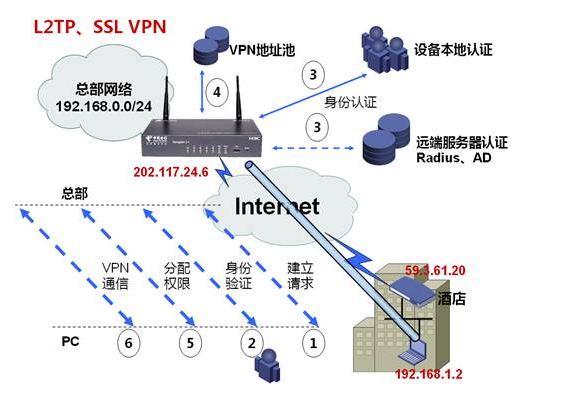 L2TP、SSL VPN
VPN地址池
设备本地认证
总部网络
192.168.0.0/24
3
4
身份认证
3
中国电信
H3C
远端服务器认证
Radius、AD
202.117.24.6
总部
Internet
VPN
通信
分配
权限
身份
验证
建立
请求
59.3.61.20
酒店
PC
6
5
2
1
192.168.1.2